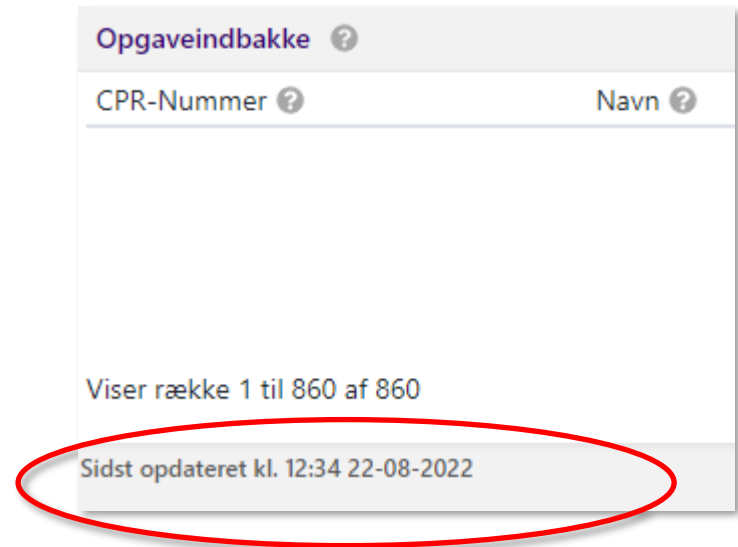 Opgaveindbakke
CPR-Nummer Navn
Viser række 1 til 860 af 860
Sidst opdateret kl. 12:34 22-08-2022